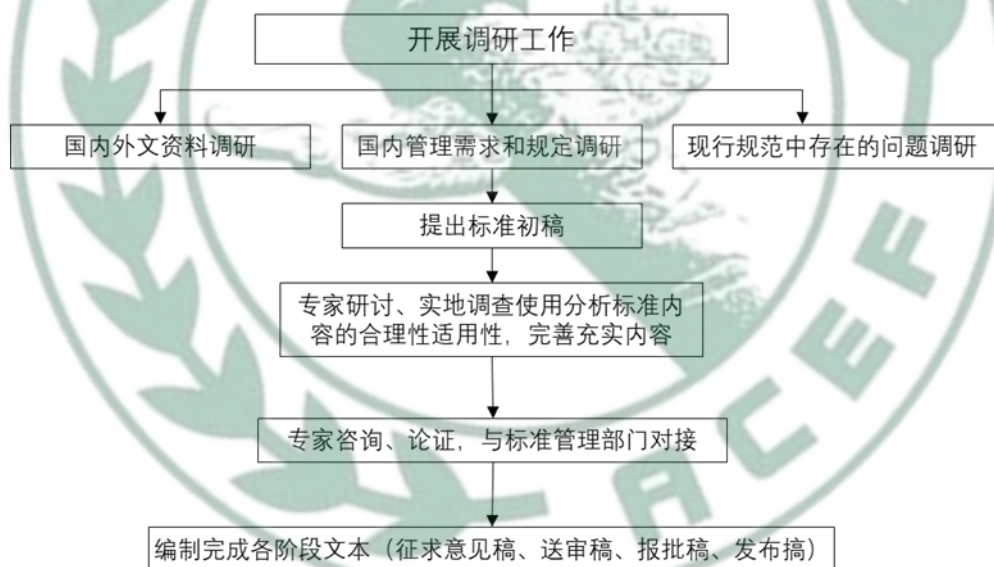 开展调研工作
国内外文资料调研
国内管理需求和规定调研
现行规范中存在的问题调研
提出标准初稿
专家研讨、实地调查使用分析标准内
容的合理性适用性，完善充实内容
专家咨询、论证，与标准管理部门对接
编制完成各阶段文本（征求意见稿、送审稿、报批稿、发布搞）
ACEF